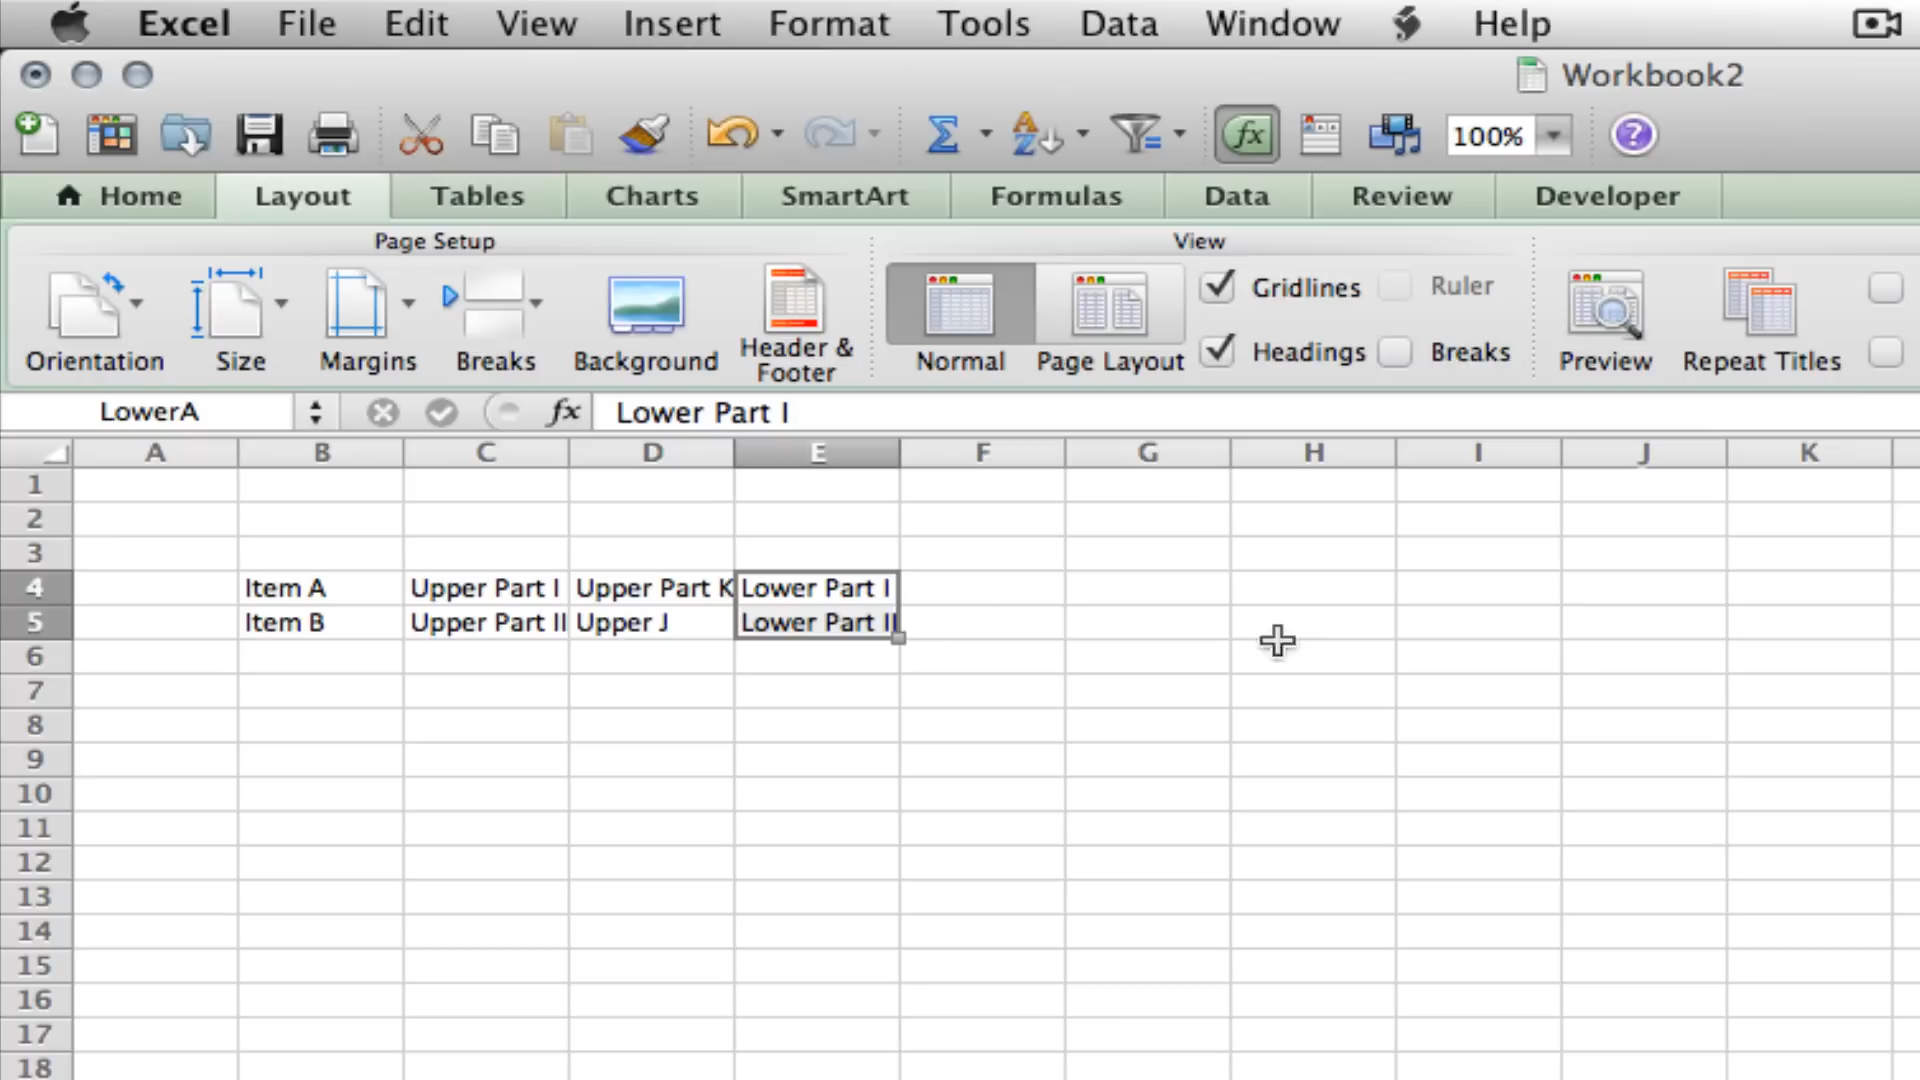 Excel File Edit View Insert Format Tools Data Window Help
Workbook2
fx 100% ?
Home Layout Tables Charts SmartArt Formulas Data Review Developer
Page Setup View
Orientation Size Margins Breaks Background Header & Footer Normal Page Layout Gridlines Ruler Headings Breaks Preview Repeat Titles
LowerA fx Lower Part I
A B C D E F G H I J K
1
2
3
4 Item A Upper Part I Upper Part K Lower Part I
5 Item B Upper Part II Upper J Lower Part II
6
7
8
9
10
11
12
13
14
15
16
17
18